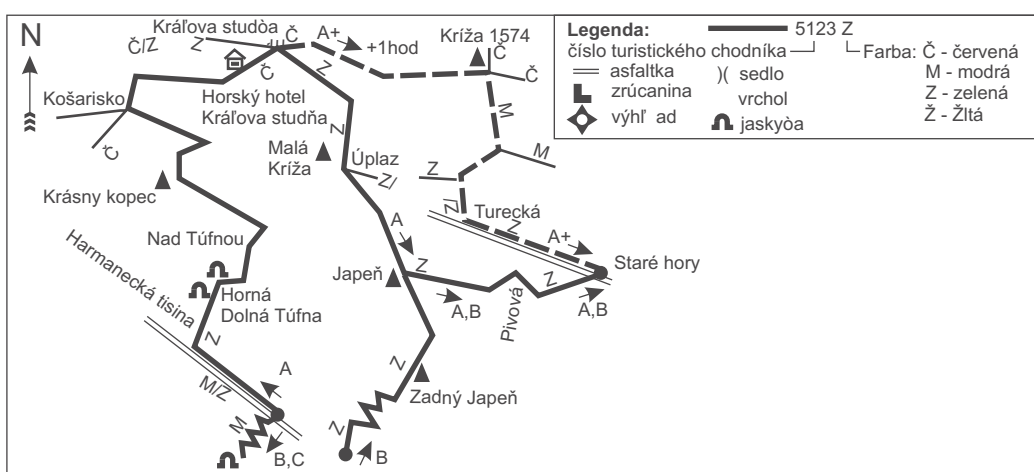 N
Kráľova studòa
Č/Z
Z
Č
A+
+1hod
Kríža 1574
Č
Č
Č
Z
Košarisko
Horský hotel
Kráľova studňa
Č
Z
Malá
Kríža
Úplaz
Z/
M
M
Z
Krásny kopec
Z/
Turecká
Z
A+
A
Staré hory
Nad Túfnou
Harmanecká tisina
Japeň
Z
Z
A,B
Pivová
A,B
Horná
Dolná Túfna
Z
M/Z
A
M
B,C
Z
Zadný Japeň
Z
B
Legenda:
5123 Z
číslo turistického chodníka
Farba: Č - červená
M - modrá
Z - zelená
Ž - Žltá
asfaltka
)( sedlo
zrúcanina
vrchol
výhľ ad
jaskyòa